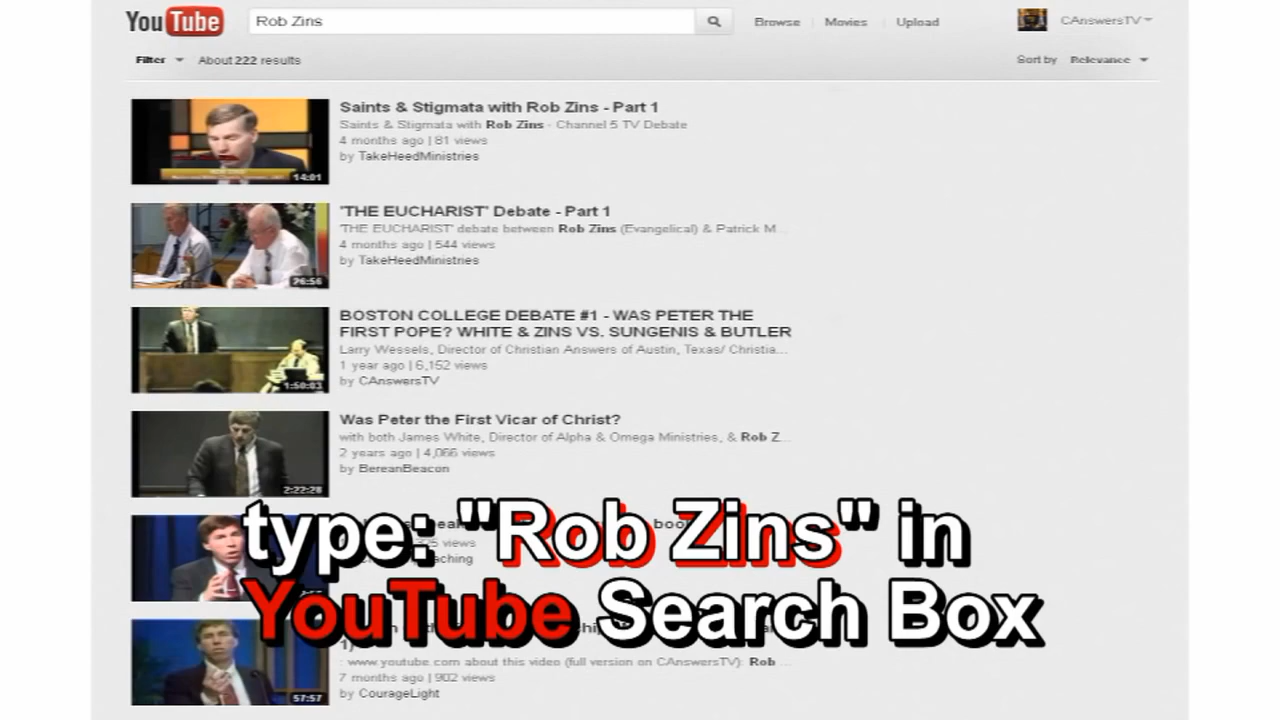 YouTube Rob Zins Browse Movies Upload CAnswersTV
Filter About 222 results Sort by Relevance
Saints & Stigmata with Rob Zins - Part 1
Saints & Stigmata with Rob Zins - Channel 5 TV Debate
4 months ago | 81 views
by TakeHeedMinistries
14:01
'THE EUCHARIST' Debate - Part 1
'THE EUCHARIST' debate between Rob Zins (Evangelical) & Patrick M...
4 months ago | 544 views
by TakeHeedMinistries
26:56
BOSTON COLLEGE DEBATE #1 - WAS PETER THE
FIRST POPE? WHITE & ZINS VS. SUNGENIS & BUTLER
Larry Wessels, Director of Christian Answers of Austin, Texas/ Christia...
1 year ago | 6,152 views
by CAnswersTV
1:50:03
Was Peter the First Vicar of Christ?
with both James White, Director of Alpha & Omega Ministries, & Rob Z...
2 years ago | 4,066 views
by BereanBeacon
2:22:28
type: "Rob Zins" in
views
YouTube Search Box
: www.youtube.com about this video (full version on CAnswersTV): Rob ...
7 months ago | 902 views
by CourageLight
57:57